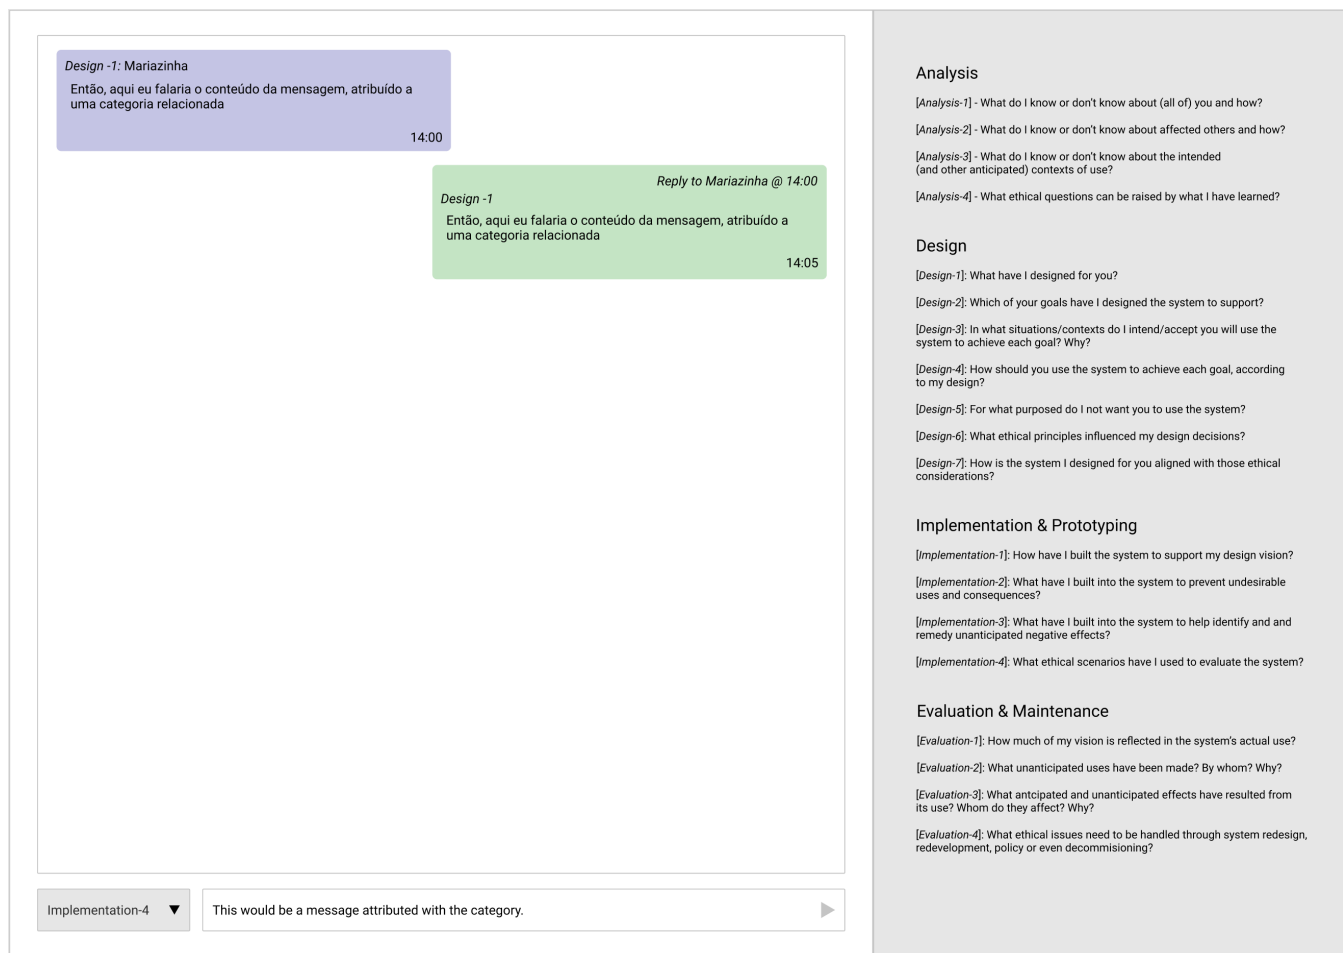 Design -1: Mariazinha
Então, aqui eu falaria o conteúdo da mensagem, atribuído a
uma categoria relacionada
14:00
Reply to Mariazinha @ 14:00
Design -1
Então, aqui eu falaria o conteúdo da mensagem, atribuído a
uma categoria relacionada
14:05
Implementation-4
This would be a message attributed with the category.
Analysis
[Analysis-1] - What do I know or don't know about (all of) you and how?
[Analysis-2] - What do I know or don't know about affected others and how?
[Analysis-3] - What do I know or don't know about the intended
(and other anticipated) contexts of use?
[Analysis-4] - What ethical questions can be raised by what I have learned?
Design
[Design-1]: What have I designed for you?
[Design-2]: Which of your goals have I designed the system to support?
[Design-3]: In what situations/contexts do I intend/accept you will use the
system to achieve each goal? Why?
[Design-4]: How should you use the system to achieve each goal, according
to my design?
[Design-5]: For what purposed do I not want you to use the system?
[Design-6]: What ethical principles influenced my design decisions?
[Design-7]: How is the system I designed for you aligned with those ethical
considerations?
Implementation & Prototyping
[Implementation-1]: How have I built the system to support my design vision?
[Implementation-2]: What have I built into the system to prevent undesirable
uses and consequences?
[Implementation-3]: What have I built into the system to help identify and and
remedy unanticipated negative effects?
[Implementation-4]: What ethical scenarios have I used to evaluate the system?
Evaluation & Maintenance
[Evaluation-1]: How much of my vision is reflected in the system's actual use?
[Evaluation-2]: What unanticipated uses have been made? By whom? Why?
[Evaluation-3]: What antcipated and unanticipated effects have resulted from
its use? Whom do they affect? Why?
[Evaluation-4]: What ethical issues need to be handled through system redesign,
redevelopment, policy or even decommisioning?